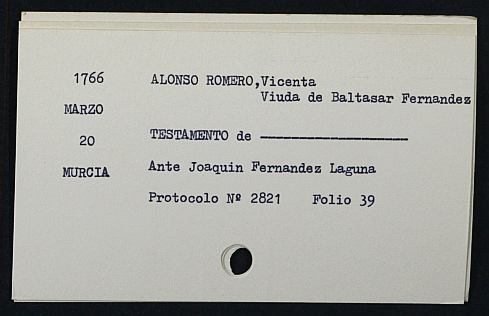 1766 ALONSO ROMERO,Vicenta
Viuda de Baltasar Fernandez
MARZO
20 TESTAMENTO de ———————————————————
MURCIA Ante Joaquin Fernandez Laguna
Protocolo Nº 2821 Folio 39